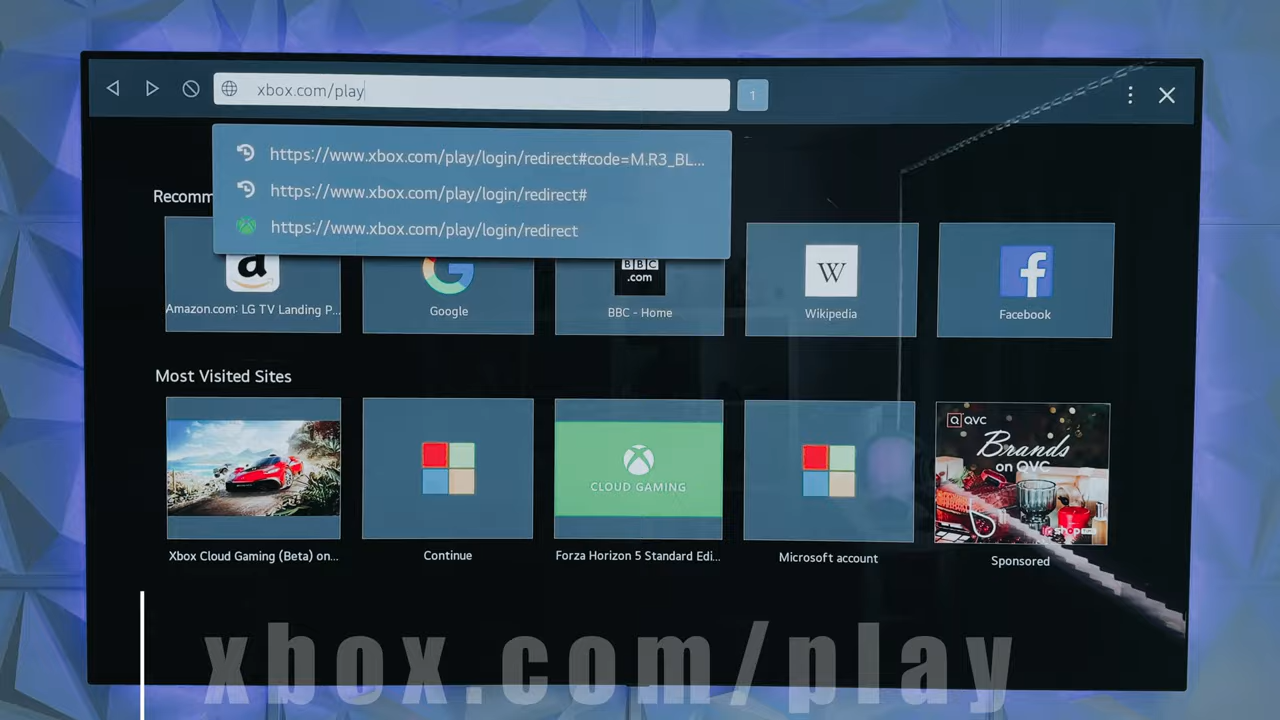 xbox.com/play
1
https://www.xbox.com/play/login/redirect#code=M.R3_BL...
https://www.xbox.com/play/login/redirect#
https://www.xbox.com/play/login/redirect
Recomm
a
G
BBC
.com
W
f
Amazon.com: LG TV Landing P...
Google
BBC - Home
Wikipedia
Facebook
Most Visited Sites
CLOUD GAMING
Q QVC
Brands
on QVC
Xbox Cloud Gaming (Beta) on...
Continue
Forza Horizon 5 Standard Edi...
Microsoft account
Sponsored
xbox.com/play